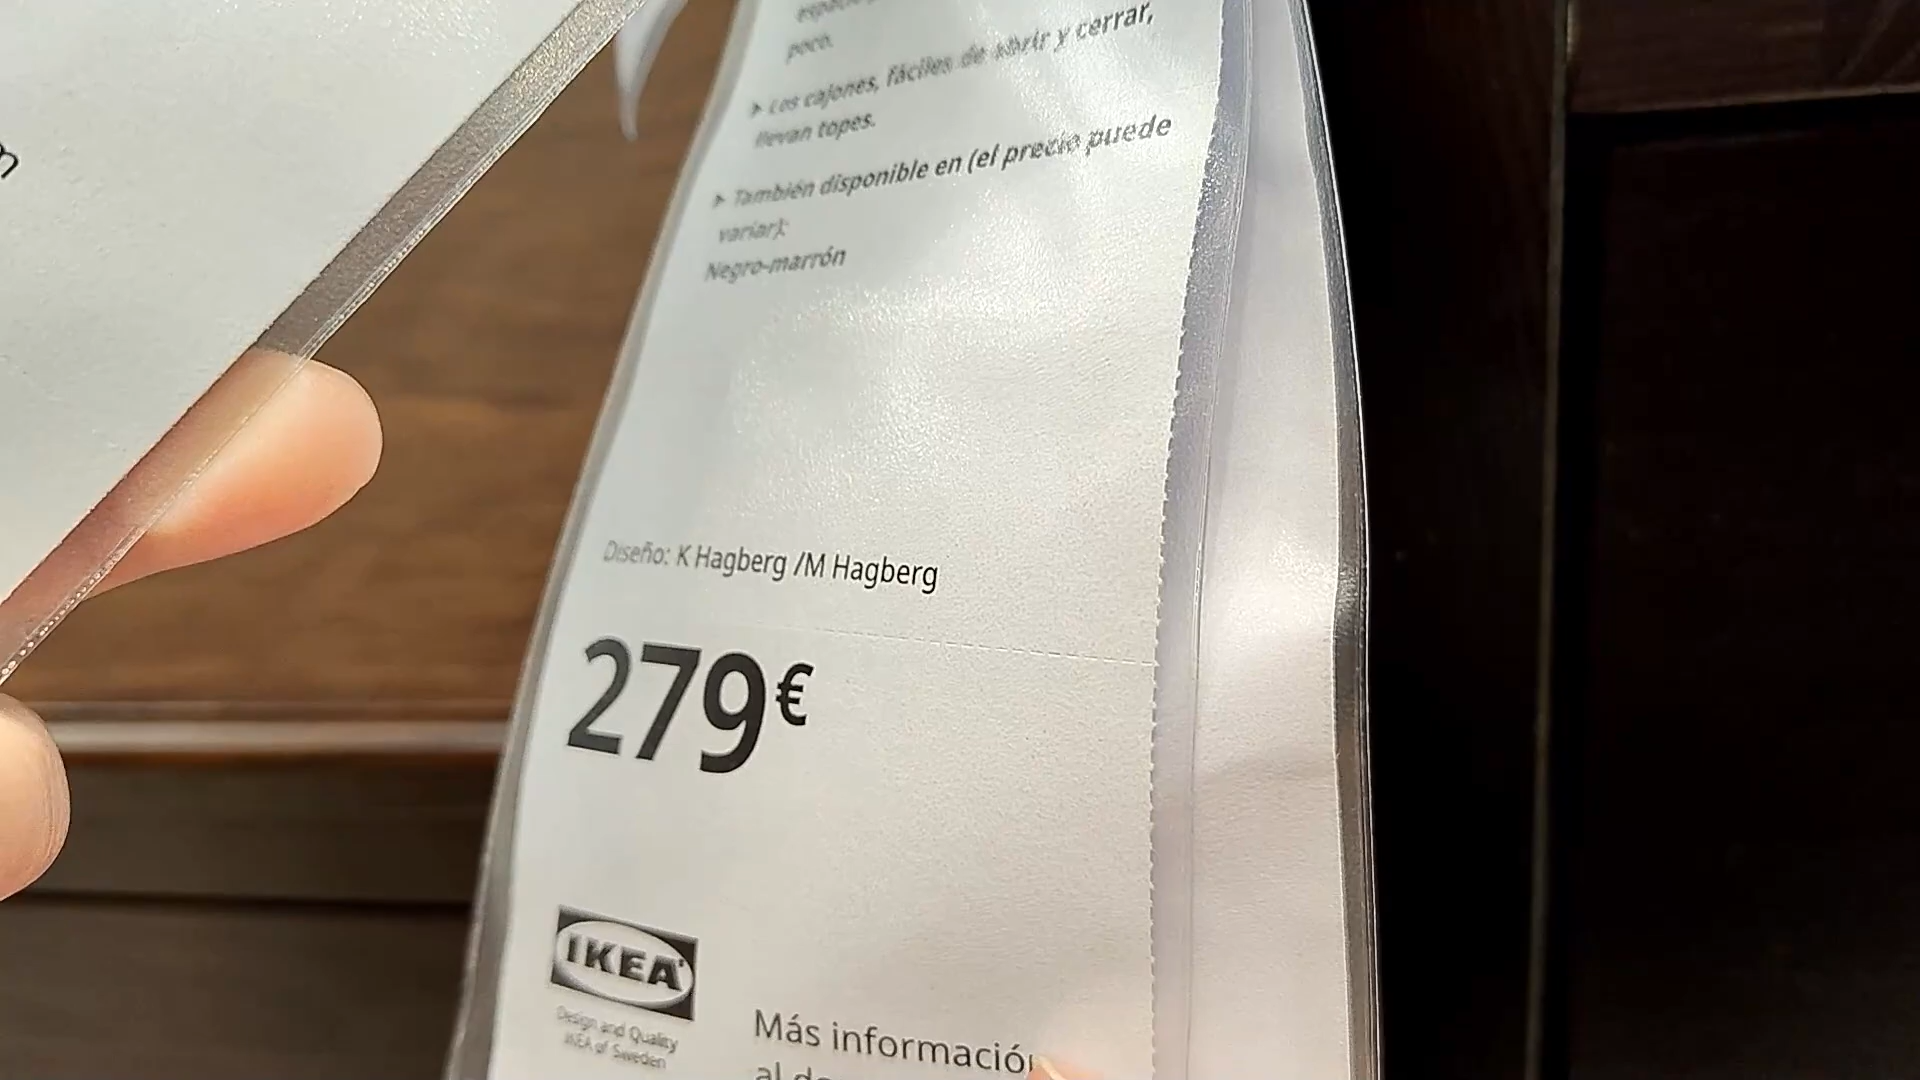 poco.
▸ Los cajones, fáciles de abrir y cerrar,
llevan topes.
▸ También disponible en (el precio puede
variar):
Negro-marrón
Diseño: K Hagberg /M Hagberg
279€
IKEA
Design and Quality
IKEA of Sweden
Más informació